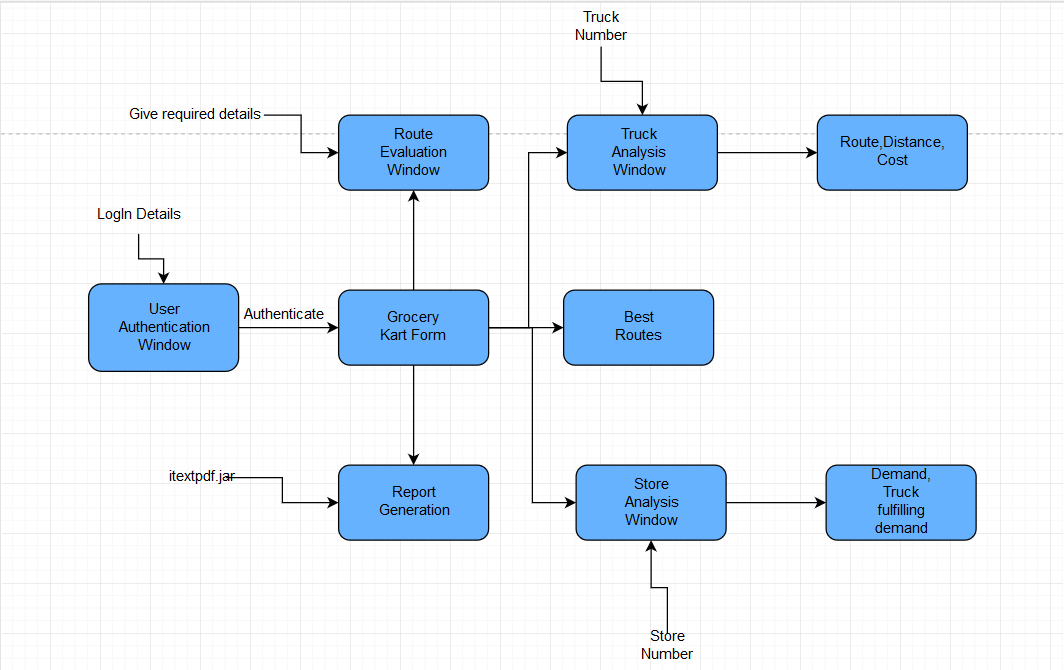 Truck
Number
Give required details
Route
Evaluation
Window
Truck
Analysis
Window
Route,Distance,
Cost
LogIn Details
User
Authentication
Window
Authenticate
Grocery
Kart Form
Best
Routes
itextpdf.jar
Report
Generation
Store
Analysis
Window
Demand,
Truck
fulfilling
demand
Store
Number